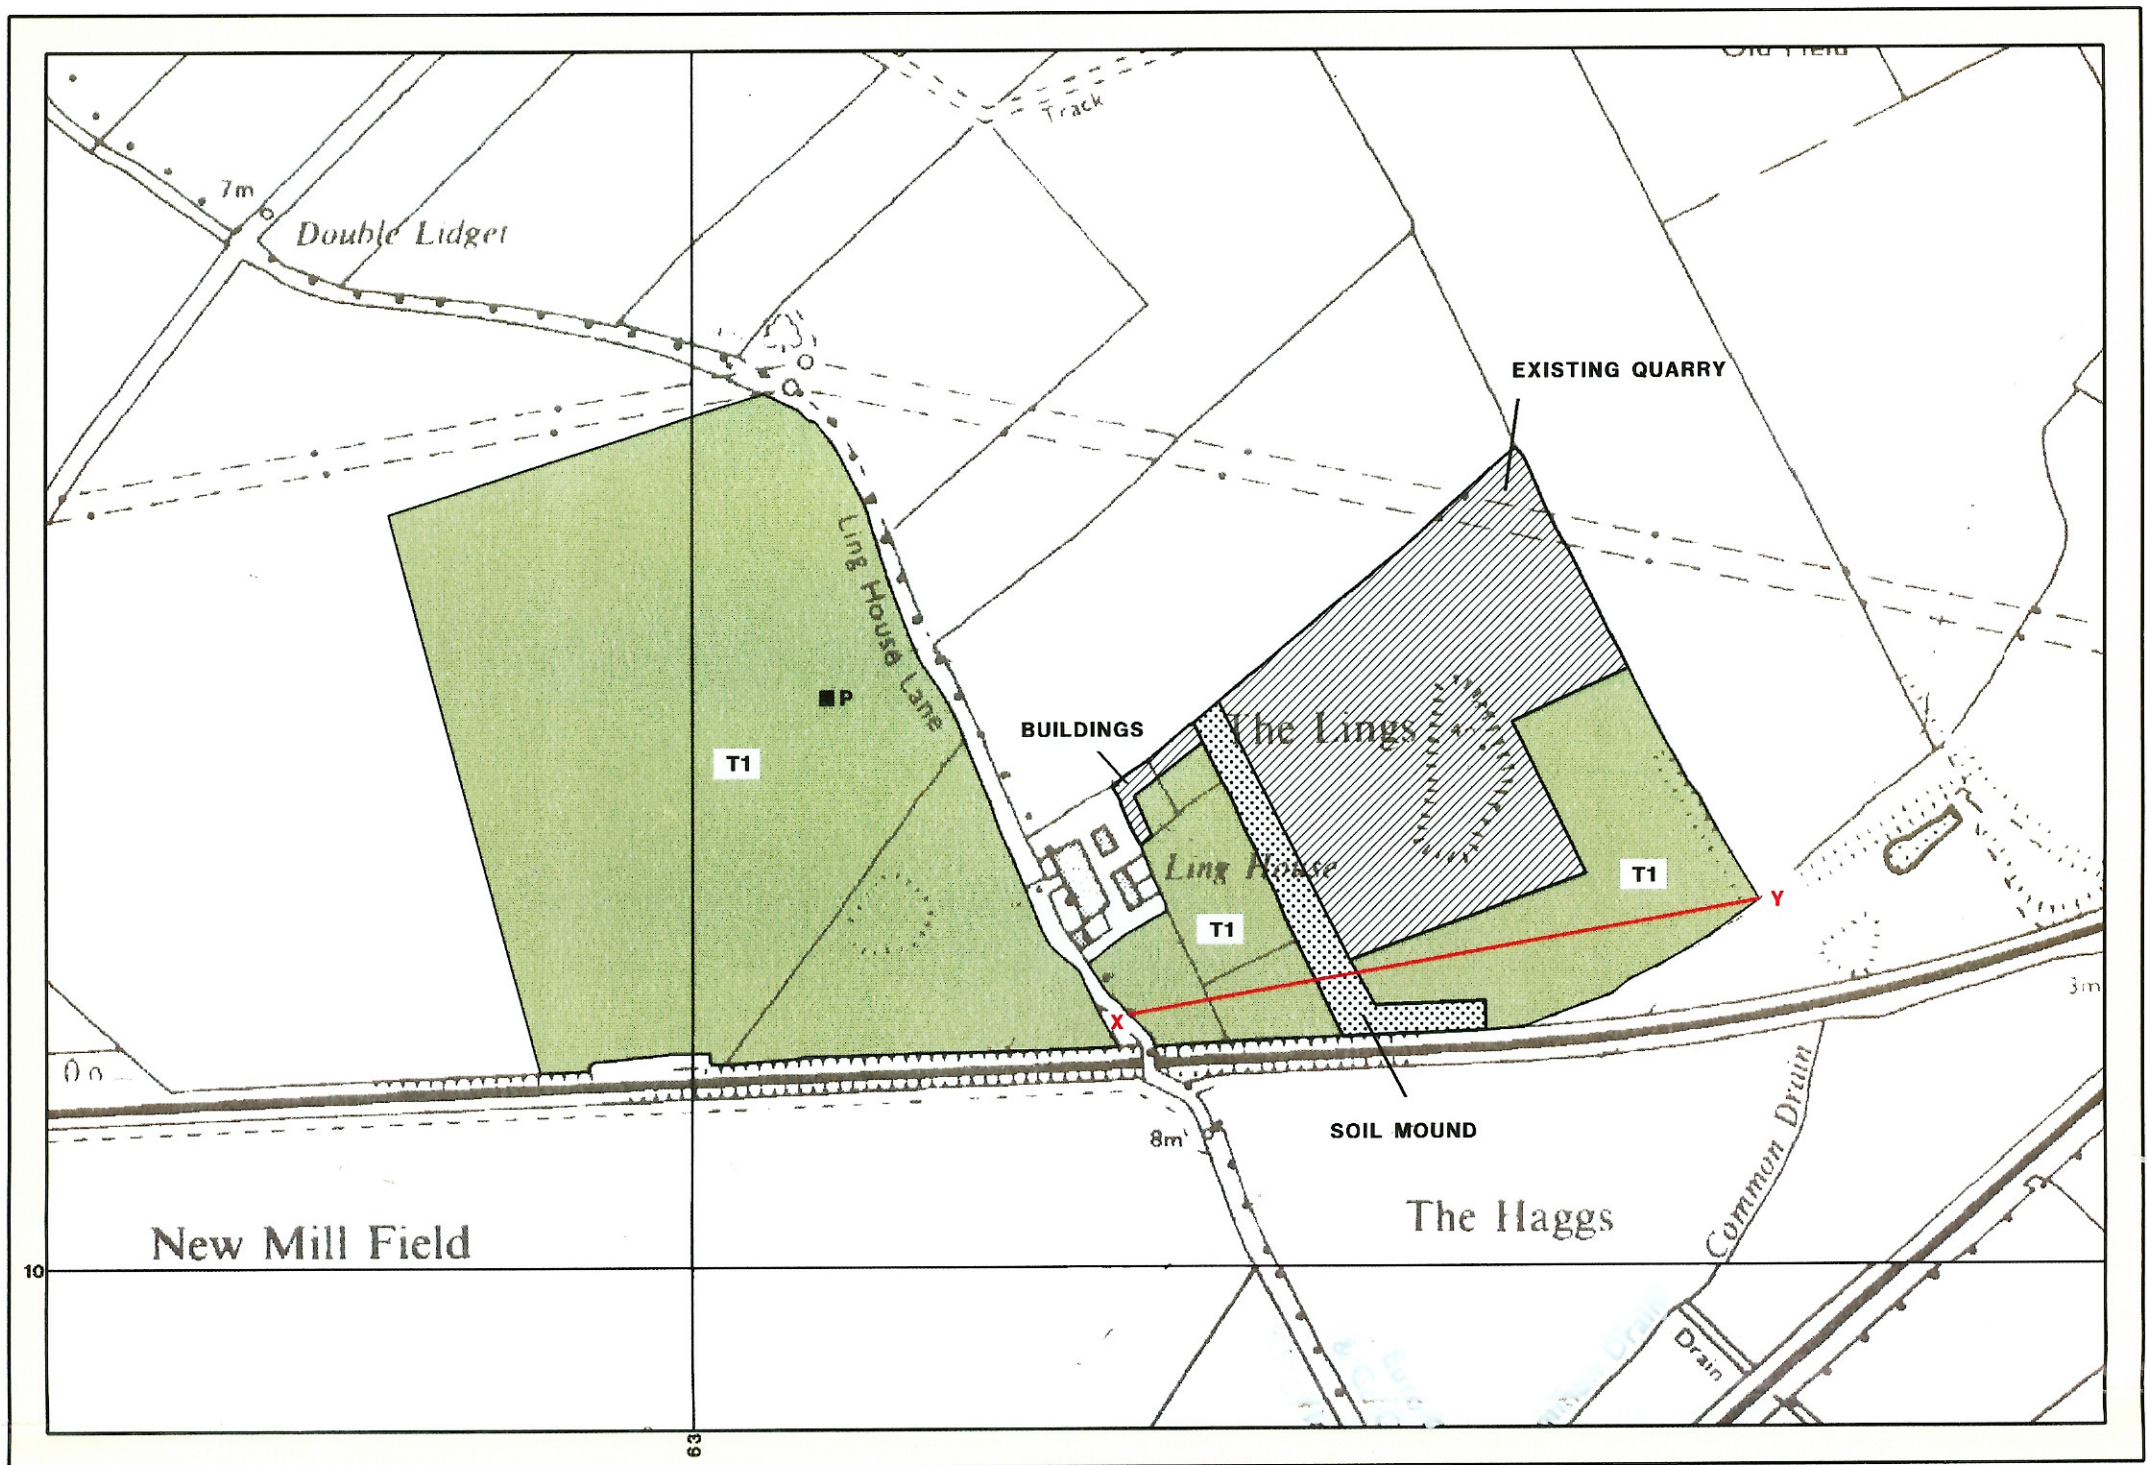 Track
7m
Double Lidget
EXISTING QUARRY
Ling House Lane
P
BUILDINGS
The Lings
T1
Ling House
T1
T1
Y
X
3m
8m
SOIL MOUND
Common Drain
The Haggs
New Mill Field
10
Drain
63